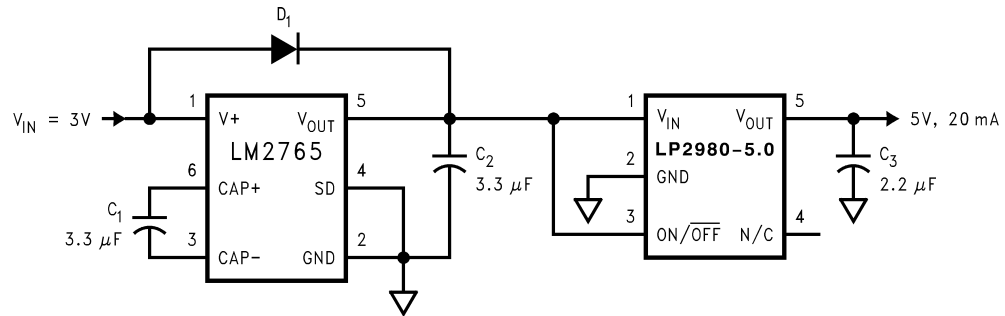 D1
VIN = 3V
1
V+
VOUT
5
LM2765
6
CAP+
SD
4
C1
3.3 µF
3
CAP−
GND
2
C2
3.3 µF
1
VIN
VOUT
5
LP2980-5.0
2
GND
3
ON/OFF
N/C
4
5V, 20 mA
C3
2.2 µF